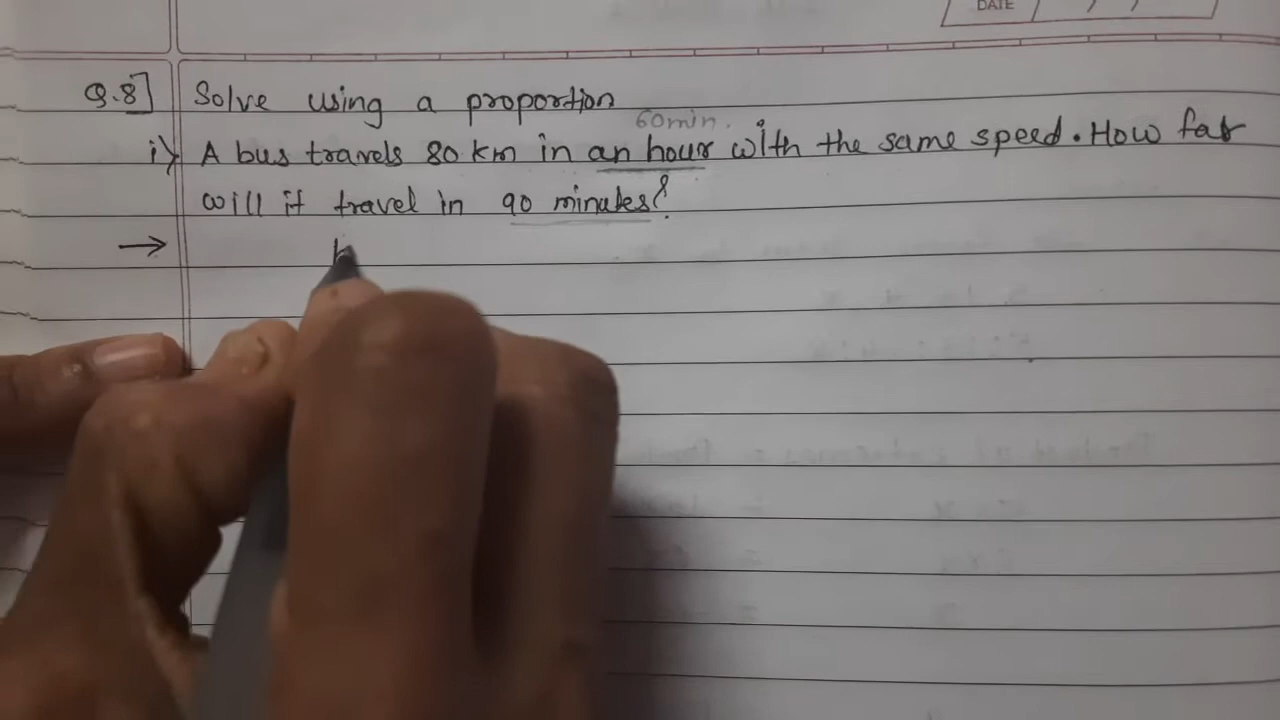 DATE
Q.8] Solve using a proportion
60min.
i) A bus travels 80 km in an hour with the same speed. How far
will it travel in 90 minutes?
→